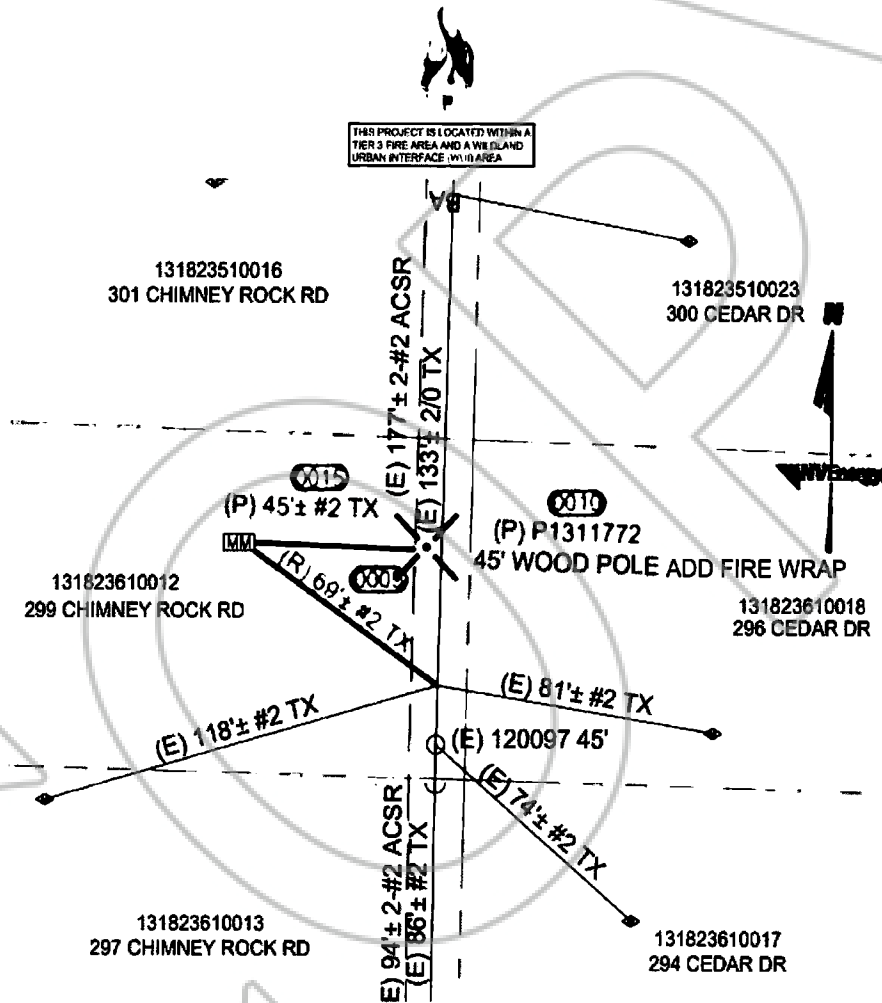 P
THIS PROJECT IS LOCATED WITHIN A
TIER 3 FIRE AREA AND A WILDLAND
URBAN INTERFACE (WUI) AREA
131823510016
301 CHIMNEY ROCK RD
131823510023
300 CEDAR DR
(E) 177'± 2-#2 ACSR
(E) 133'± 2/0 TX
0015
(P) 45'± #2 TX
0010
(P) P1311772
45' WOOD POLE ADD FIRE WRAP
NVEnergy
MM
(R) 69'± #2 TX
131823610012
299 CHIMNEY ROCK RD
131823610018
296 CEDAR DR
(E) 81'± #2 TX
(E) 118'± #2 TX
(E) 120097 45'
(E) 74'± #2 TX
(E) 94'± 2-#2 ACSR
(E) 86'± #2 TX
131823610013
297 CHIMNEY ROCK RD
131823610017
294 CEDAR DR